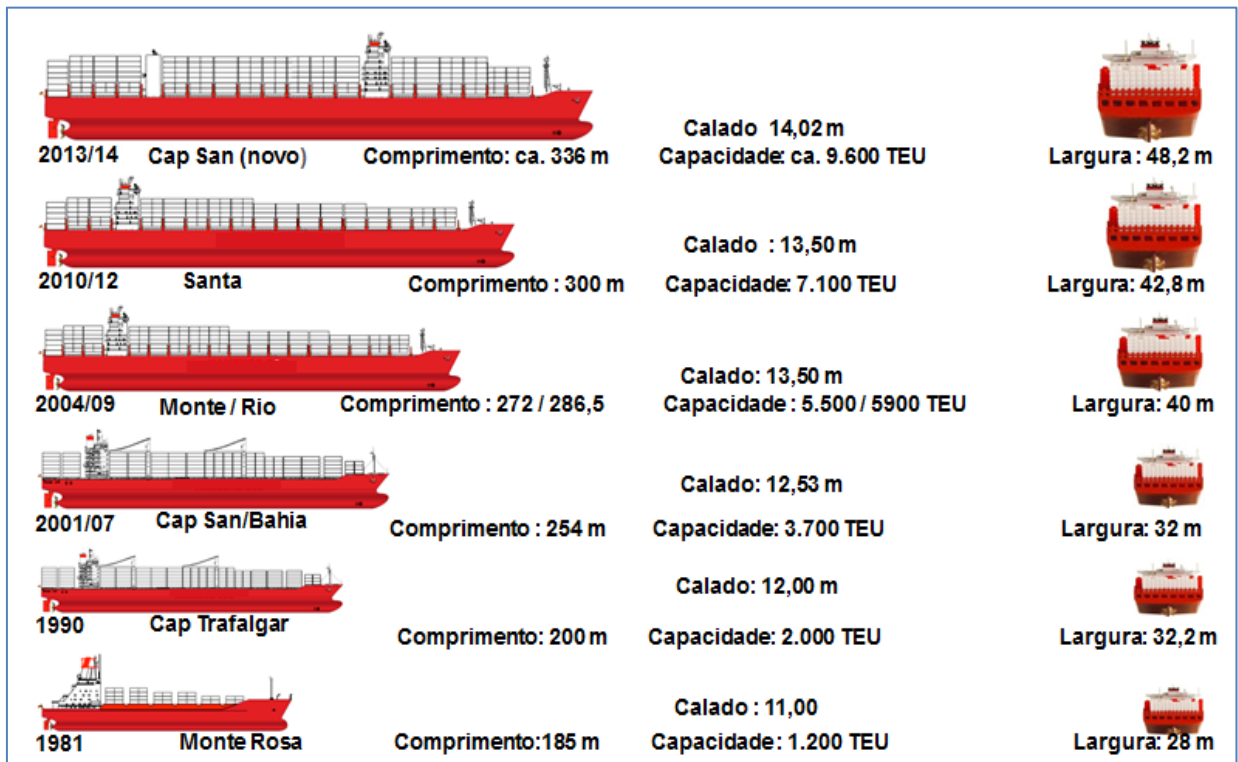 Calado 14,02 m
2013/14 Cap San (novo) Comprimento: ca. 336 m Capacidade: ca. 9.600 TEU Largura : 48,2 m
Calado : 13,50 m
2010/12 Santa Comprimento : 300 m Capacidade: 7.100 TEU Largura: 42,8 m
Calado: 13,50 m
2004/09 Monte / Rio Comprimento : 272 / 286,5 Capacidade : 5.500 / 5900 TEU Largura: 40 m
Calado: 12,53 m
2001/07 Cap San/Bahia Comprimento : 254 m Capacidade: 3.700 TEU Largura: 32 m
Calado: 12,00 m
1990 Cap Trafalgar Comprimento: 200 m Capacidade: 2.000 TEU Largura: 32,2 m
Calado : 11,00
1981 Monte Rosa Comprimento:185 m Capacidade: 1.200 TEU Largura: 28 m